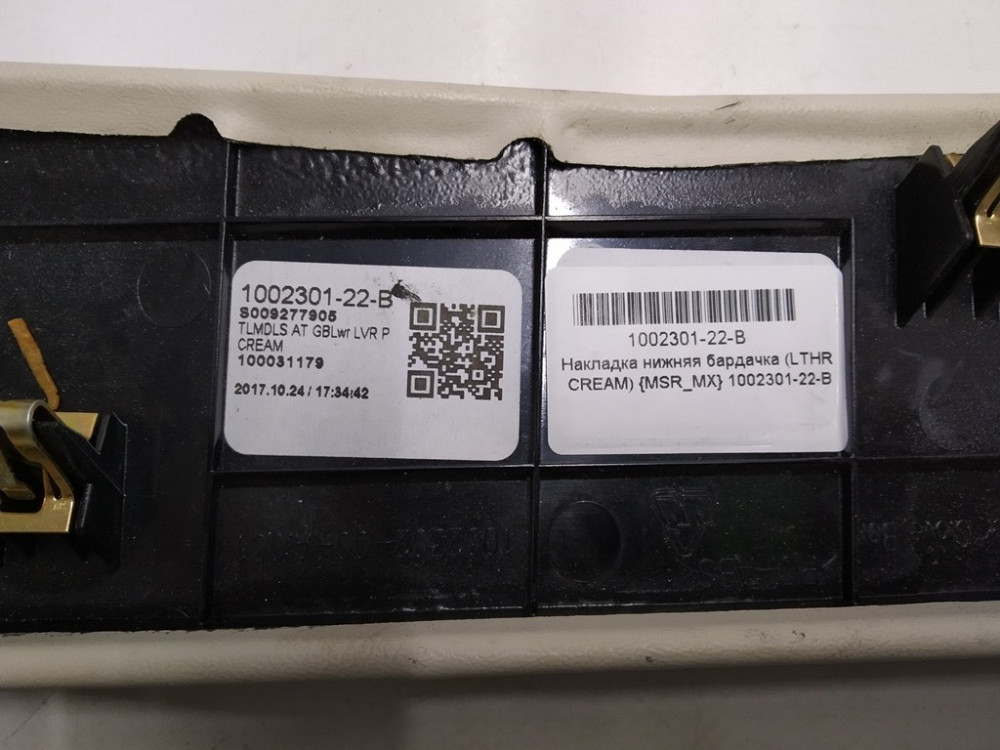 1002301-22-B
S009277905
TLMDLS AT GBLwr LVR P
CREAM
100031179
2017.10.24 / 17:34:42
1002301-22-B
Накладка нижняя бардачка (LTHR
CREAM) {MSR_MX} 1002301-22-B